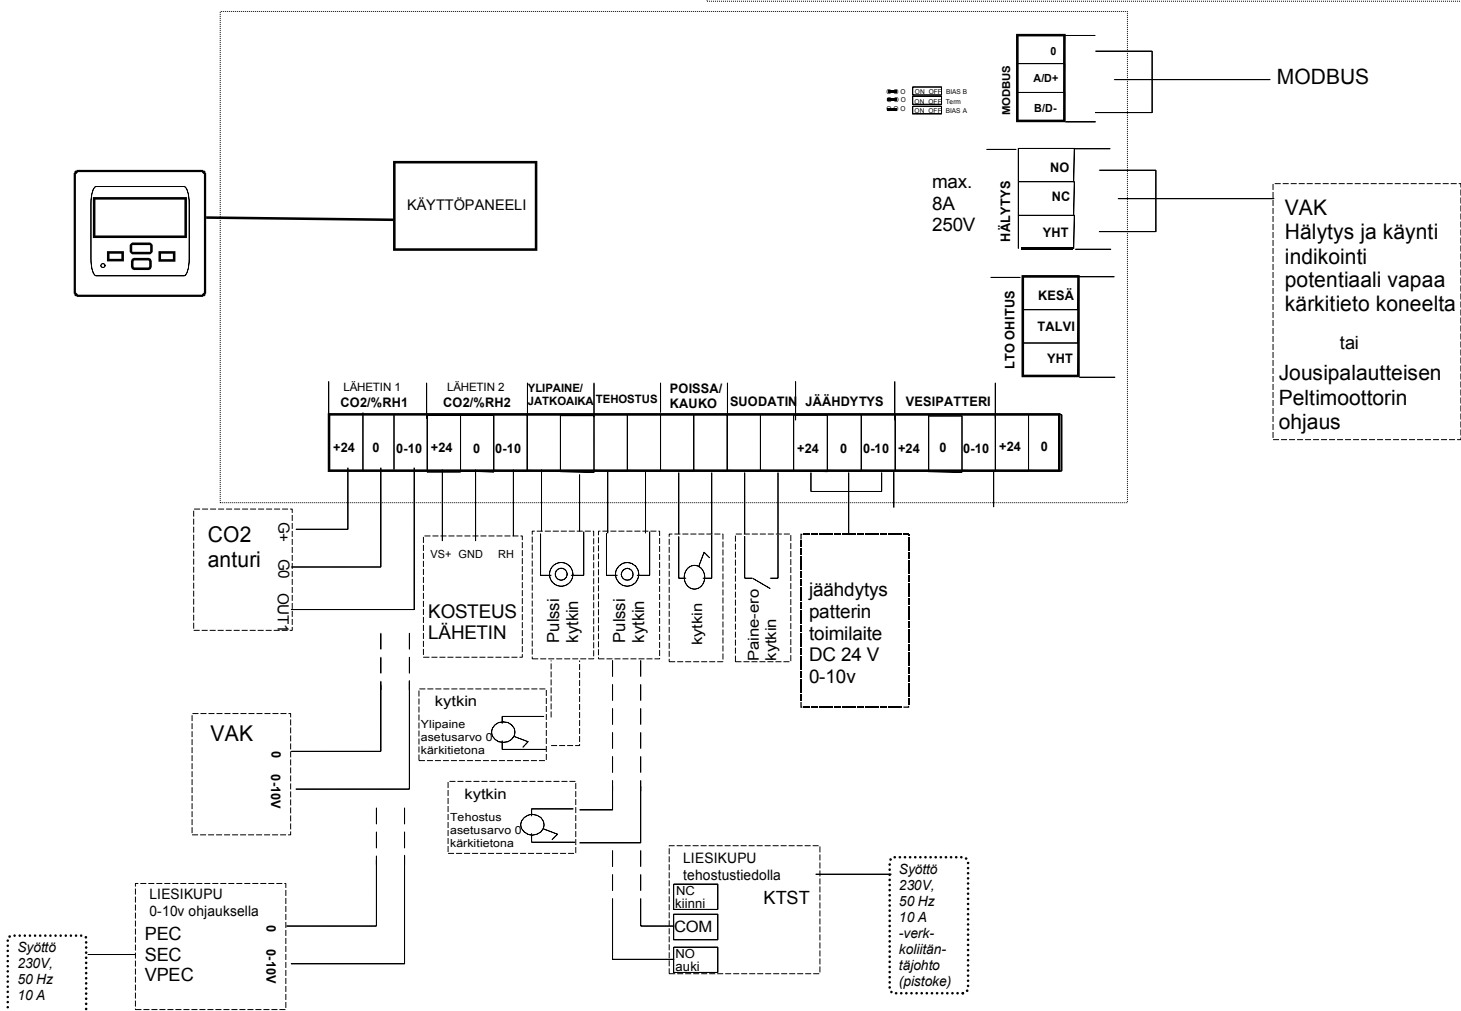 MODBUS
0
A/D+
B/D-
MODBUS
ON OFF BIAS B
ON OFF Term
ON OFF BIAS A
KÄYTTÖPANEELI
max.
8A
250V
HÄLYTYS
NO
NC
YHT
VAK
Hälytys ja käynti
indikointi
potentiaali vapaa
kärkitieto koneelta
tai
Jousipalautteisen
Peltimoottorin
ohjaus
LTO OHITUS
KESÄ
TALVI
YHT
LÄHETIN 1
CO2/%RH1
LÄHETIN 2
CO2/%RH2
YLIPAINE/
JATKOAIKA
TEHOSTUS
POISSA/
KAUKO
SUODATIN
JÄÄHDYTYS
VESIPATTERI
+24 0 0-10 +24 0 0-10 +24 0 0-10 +24 0 0-10 +24 0
CO2
anturi
G+
G0
OUT1
VS+ GND RH
KOSTEUS
LÄHETIN
Pulssi
kytkin
Pulssi
kytkin
kytkin
Paine-ero
kytkin
jäähdytys
patterin
toimilaite
DC 24 V
0-10v
kytkin
Ylipaine
asetusarvo 0
kärkitietona
VAK
0
0-10V
kytkin
Tehostus
asetusarvo 0
kärkitietona
LIESIKUPU
tehostustiedolla
NC
kiinni
KTST
COM
NO
auki
Syöttö
230V,
50 Hz
10 A
-verk-
koliitän-
täjohto
(pistoke)
LIESIKUPU
0-10v ohjauksella
PEC
SEC
VPEC
0
0-10V
Syöttö
230V,
50 Hz
10 A